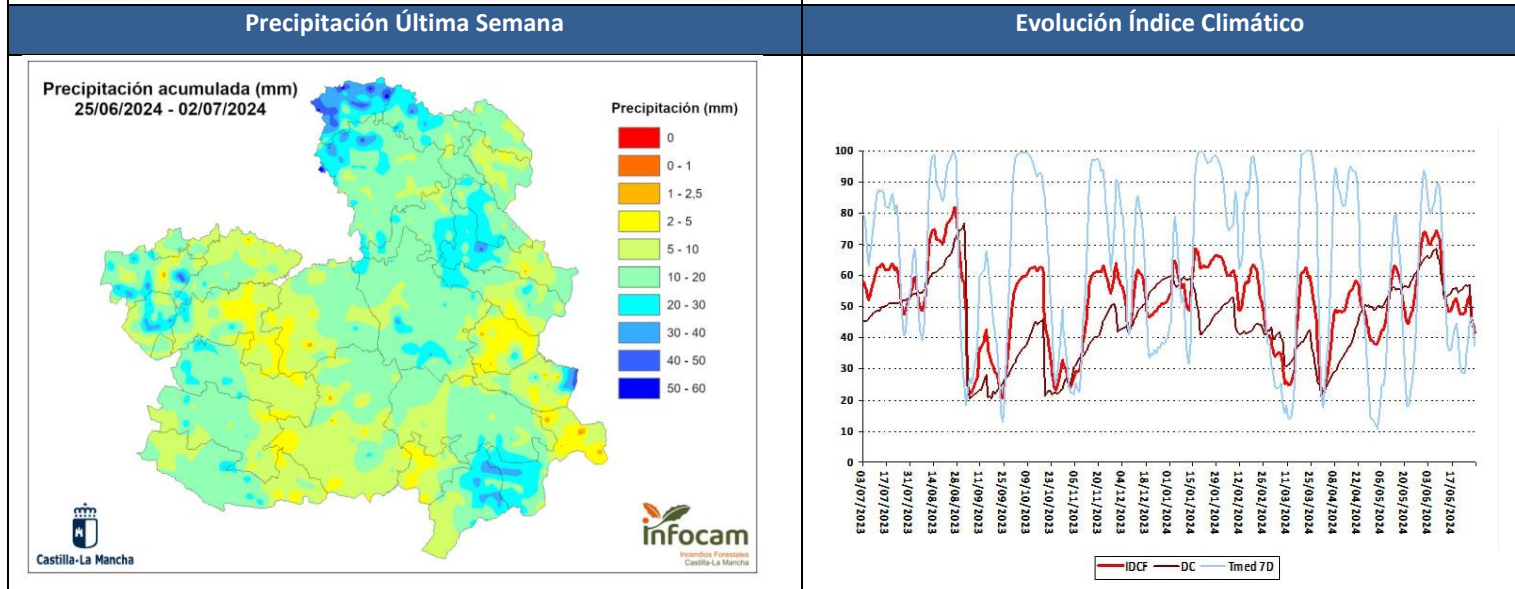 Precipitación Última Semana
Precipitación acumulada (mm)
25/06/2024 - 02/07/2024
Precipitación (mm)
0
0 - 1
1 - 2,5
2 - 5
5 - 10
10 - 20
20 - 30
30 - 40
40 - 50
50 - 60
Castilla-La Mancha
infocam
Incendios Forestales
Castilla-La Mancha
Evolución Índice Climático
100
90
80
70
60
50
40
30
20
10
0
03/07/2023
17/07/2023
31/07/2023
14/08/2023
28/08/2023
11/09/2023
25/09/2023
09/10/2023
23/10/2023
06/11/2023
20/11/2023
04/12/2023
18/12/2023
01/01/2024
15/01/2024
29/01/2024
12/02/2024
26/02/2024
11/03/2024
25/03/2024
08/04/2024
22/04/2024
06/05/2024
20/05/2024
03/06/2024
17/06/2024
IDCF DC Tmed 7D